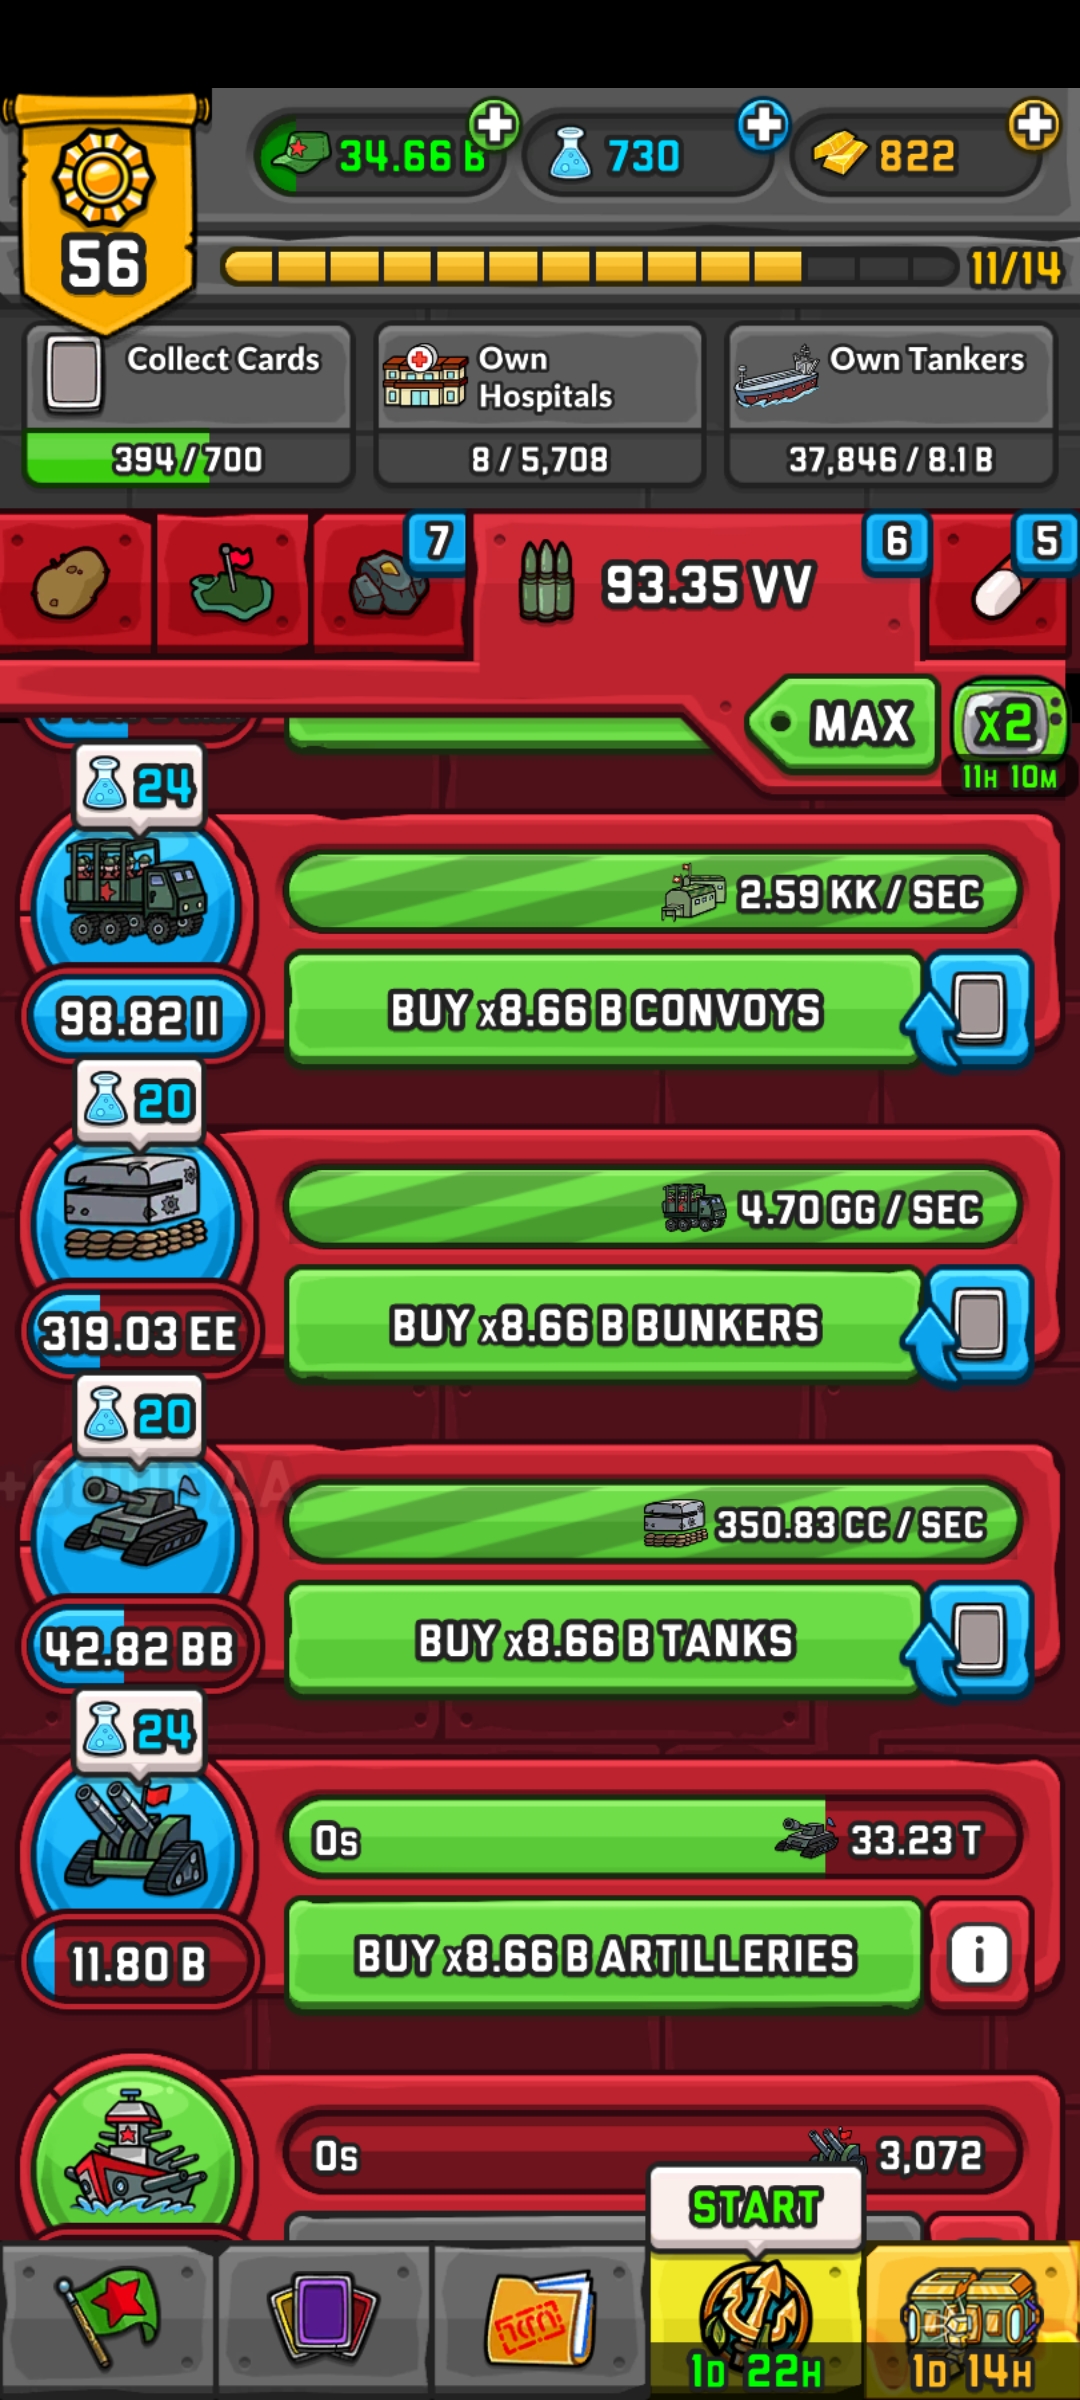 34.66 B
730
822
56
11/14
Collect Cards
394/700
Own
Hospitals
8/5,708
Own Tankers
37,846/8.1 B
7
93.35 VV
6
5
MAX
x2
11H 10M
24
2.59 KK/SEC
98.82 II
BUY x8.66 B CONVOYS
20
4.70 GG/SEC
319.03 EE
BUY x8.66 B BUNKERS
20
350.83 CC/SEC
42.82 BB
BUY x8.66 B TANKS
24
0s
33.23 T
11.80 B
BUY x8.66 B ARTILLERIES
i
0s
3,072
START
1D 22H
1D 14H